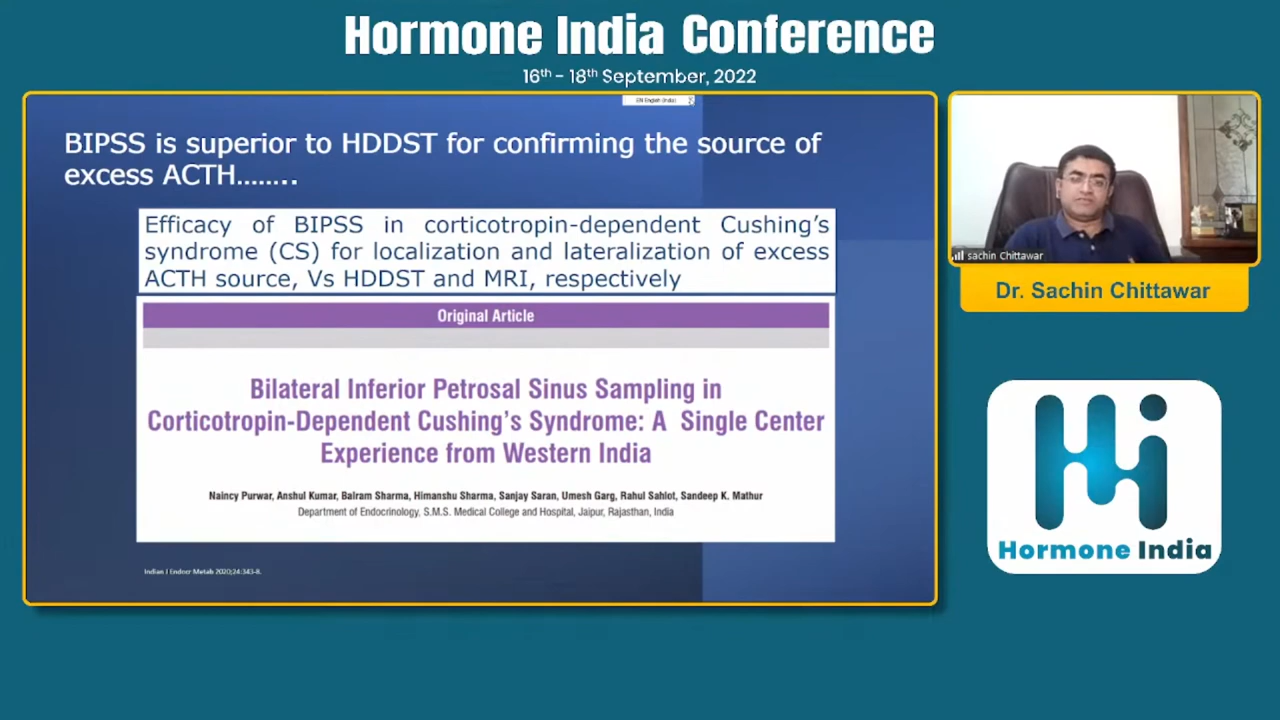 Hormone India Conference
16th - 18th September, 2022
EN English (India)
BIPSS is superior to HDDST for confirming the source of
excess ACTH........
Efficacy of BIPSS in corticotropin-dependent Cushing's
syndrome (CS) for localization and lateralization of excess
ACTH source, Vs HDDST and MRI, respectively
Original Article
Bilateral Inferior Petrosal Sinus Sampling in
Corticotropin-Dependent Cushing's Syndrome: A Single Center
Experience from Western India
Naincy Purwar, Anshul Kumar, Balram Sharma, Himanshu Sharma, Sanjay Saran, Umesh Garg, Rahul Sahlot, Sandeep K. Mathur
Department of Endocrinology, S.M.S. Medical College and Hospital, Jaipur, Rajasthan, India
Indian J Endocr Metab 2020;24:343-8.
sachin Chittawar
Dr. Sachin Chittawar
Hormone India